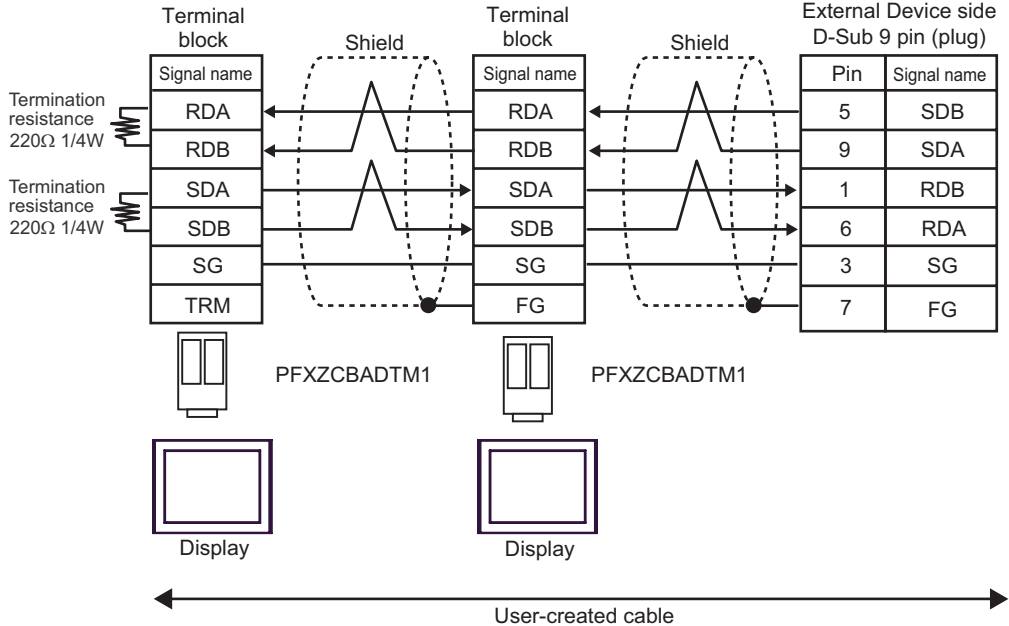 Terminal
block
Shield
Terminal
block
Shield
External Device side
D-Sub 9 pin (plug)
Signal name
Signal name
Pin
Signal name
Termination
resistance
220Ω 1/4W
RDA
RDA
5
SDB
RDB
RDB
9
SDA
Termination
resistance
220Ω 1/4W
SDA
SDA
1
RDB
SDB
SDB
6
RDA
SG
SG
3
SG
TRM
FG
7
FG
PFXZCBADTM1
PFXZCBADTM1
Display
Display
User-created cable